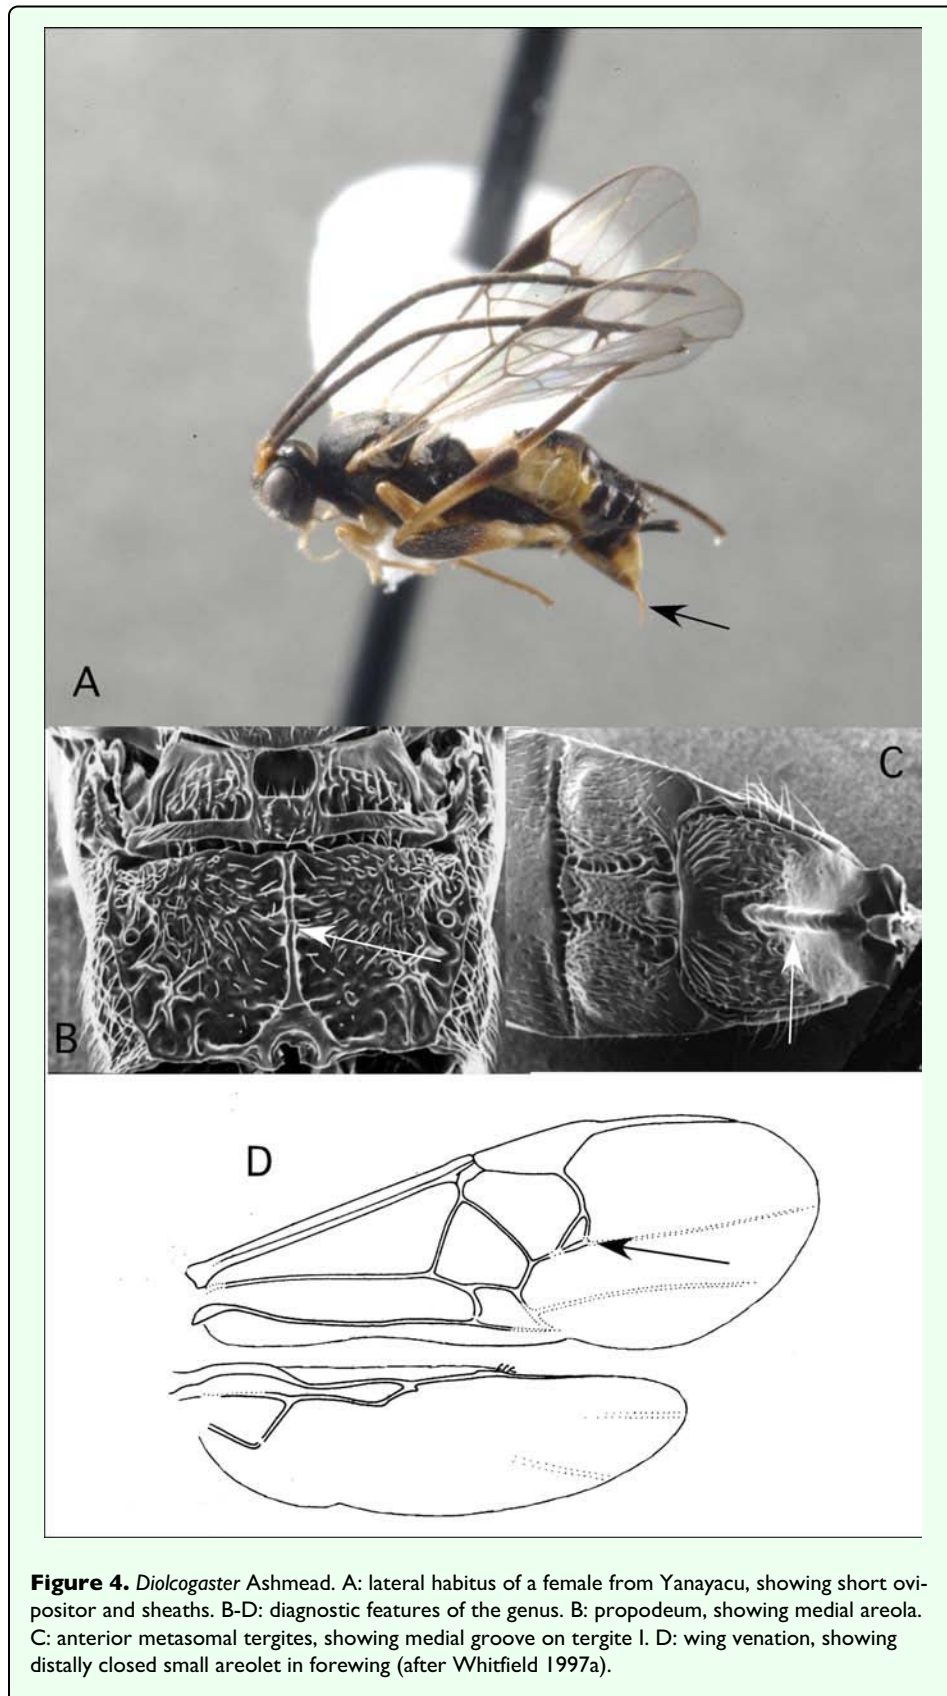 A
B
C
D
Figure 4. Diolcogaster Ashmead. A: lateral habitus of a female from Yanayacu, showing short ovi-
positor and sheaths. B-D: diagnostic features of the genus. B: propodeum, showing medial areola.
C: anterior metasomal tergites, showing medial groove on tergite I. D: wing venation, showing
distally closed small areolet in forewing (after Whitfield 1997a).